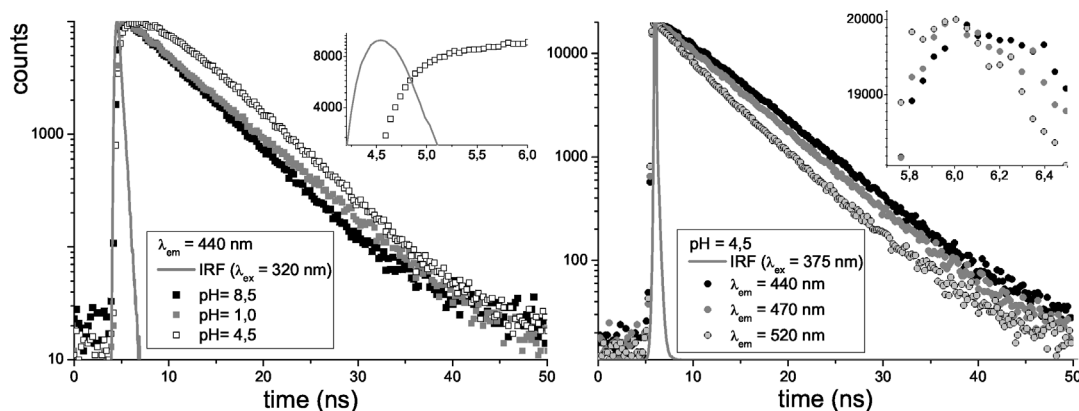 counts
1000
100
10
0
10
20
30
40
50
time (ns)
λem = 440 nm
IRF (λex = 320 nm)
pH= 8,5
pH= 1,0
pH= 4,5
8000
4000
4,5
5,0
5,5
6,0
10000
1000
100
0
10
20
30
40
50
time (ns)
pH = 4,5
IRF (λex = 375 nm)
λem = 440 nm
λem = 470 nm
λem = 520 nm
20000
19000
5,8
6,0
6,2
6,4